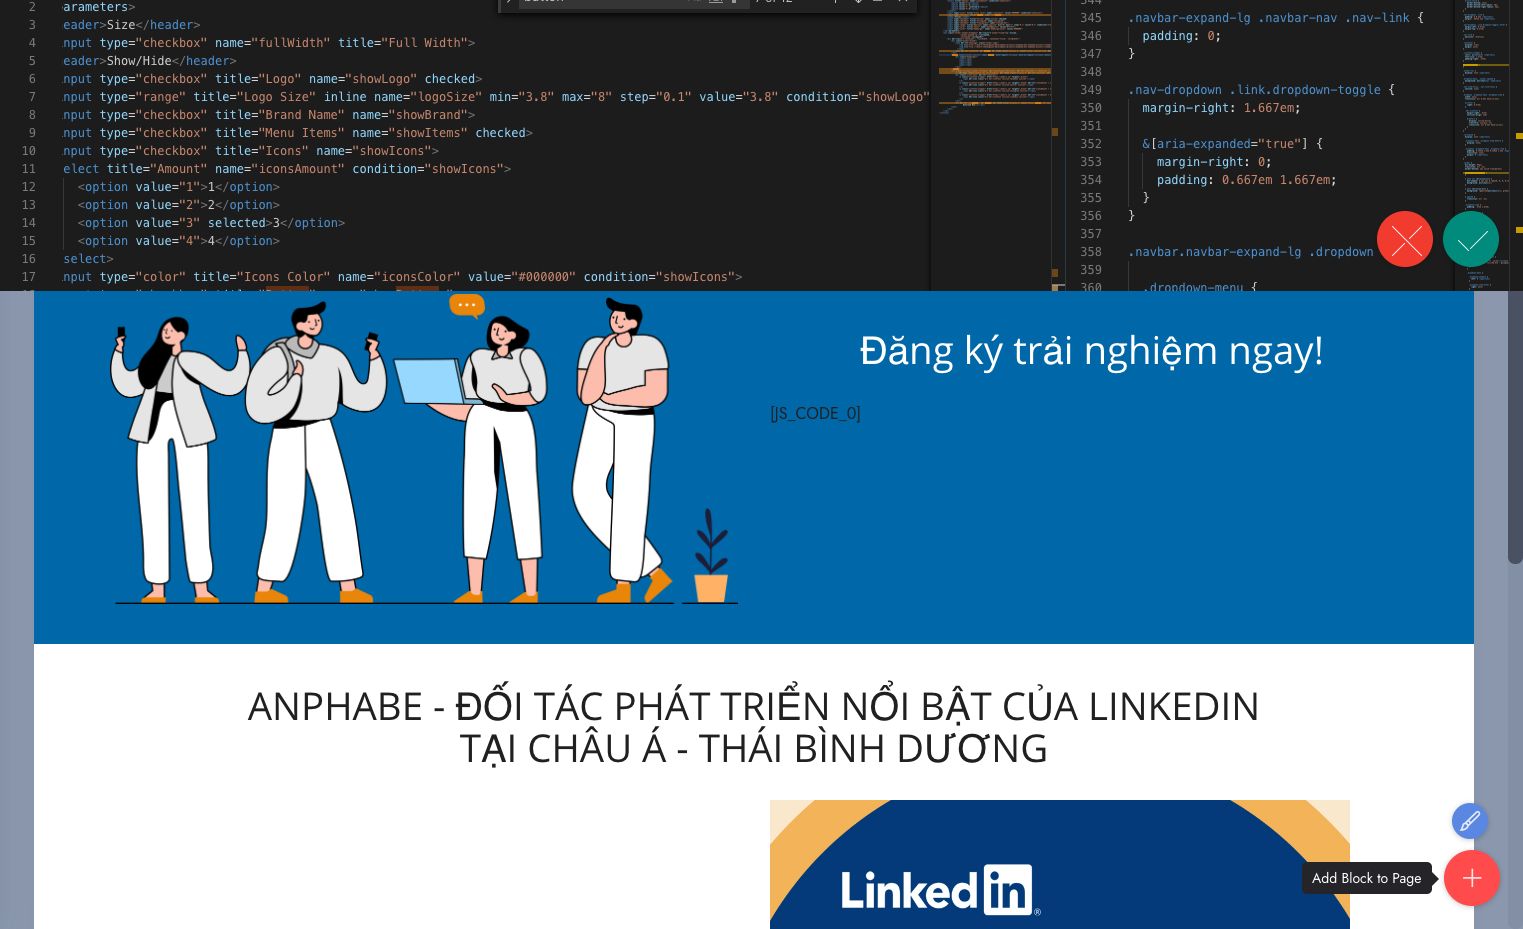 2
arameters>
3
eader>Size</header>
4
nput type="checkbox" name="fullWidth" title="Full Width">
5
eader>Show/Hide</header>
6
nput type="checkbox" title="Logo" name="showLogo" checked>
7
nput type="range" title="Logo Size" inline name="logoSize" min="3.8" max="8" step="0.1" value="3.8" condition="showLogo"
8
nput type="checkbox" title="Brand Name" name="showBrand">
9
nput type="checkbox" title="Menu Items" name="showItems" checked>
10
nput type="checkbox" title="Icons" name="showIcons">
11
elect title="Amount" name="iconsAmount" condition="showIcons">
12
<option value="1">1</option>
13
<option value="2">2</option>
14
<option value="3" selected>3</option>
15
<option value="4">4</option>
16
select>
17
nput type="color" title="Icons Color" name="iconsColor" value="#000000" condition="showIcons">
344
345
.navbar-expand-lg .navbar-nav .nav-link {
346
padding: 0;
347
}
348
349
.nav-dropdown .link.dropdown-toggle {
350
margin-right: 1.667em;
351
352
&[aria-expanded="true"] {
353
margin-right: 0;
354
padding: 0.667em 1.667em;
355
}
356
}
357
358
.navbar.navbar-expand-lg .dropdown
359
360
.dropdown-menu {
Đăng ký trải nghiệm ngay!
[JS_CODE_0]
ANPHABE - ĐỐI TÁC PHÁT TRIỂN NỔI BẬT CỦA LINKEDIN
TẠI CHÂU Á - THÁI BÌNH DƯƠNG
Linked in®
Add Block to Page